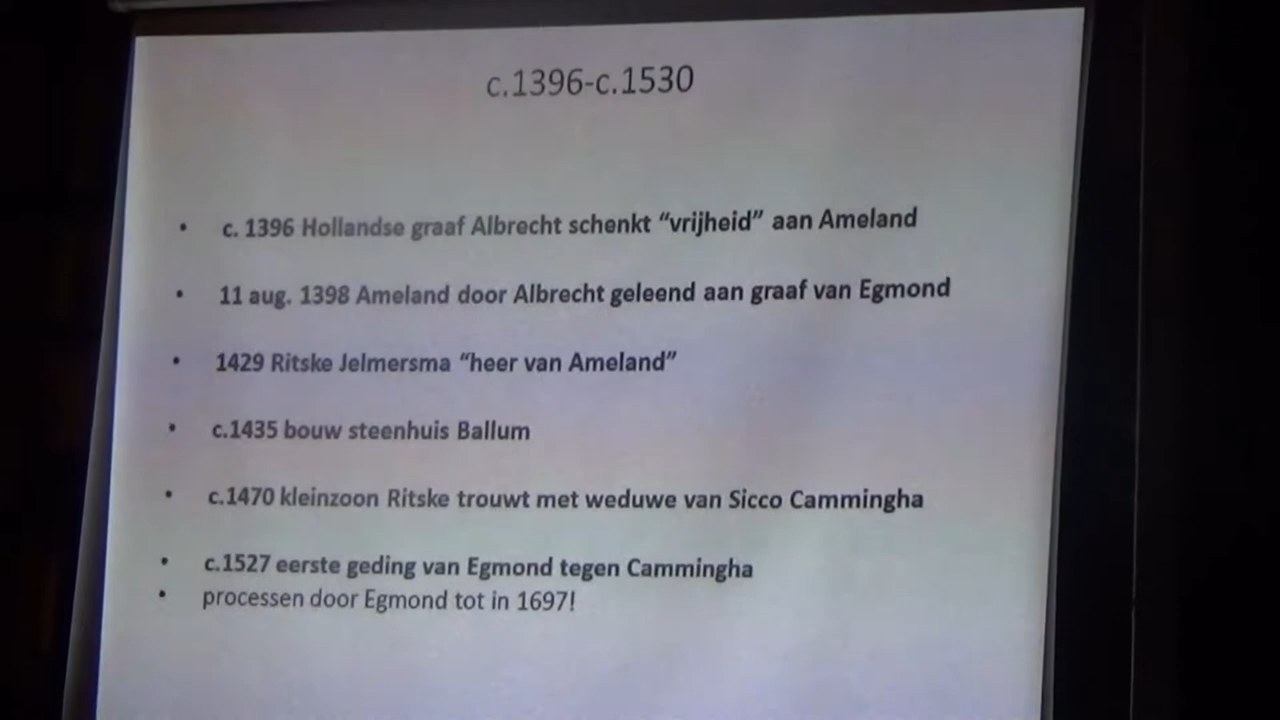 c.1396-c.1530
• c. 1396 Hollandse graaf Albrecht schenkt “vrijheid” aan Ameland
• 11 aug. 1398 Ameland door Albrecht geleend aan graaf van Egmond
• 1429 Ritske Jelmersma “heer van Ameland”
• c.1435 bouw steenhuis Ballum
• c.1470 kleinzoon Ritske trouwt met weduwe van Sicco Cammingha
• c.1527 eerste geding van Egmond tegen Cammingha
• processen door Egmond tot in 1697!